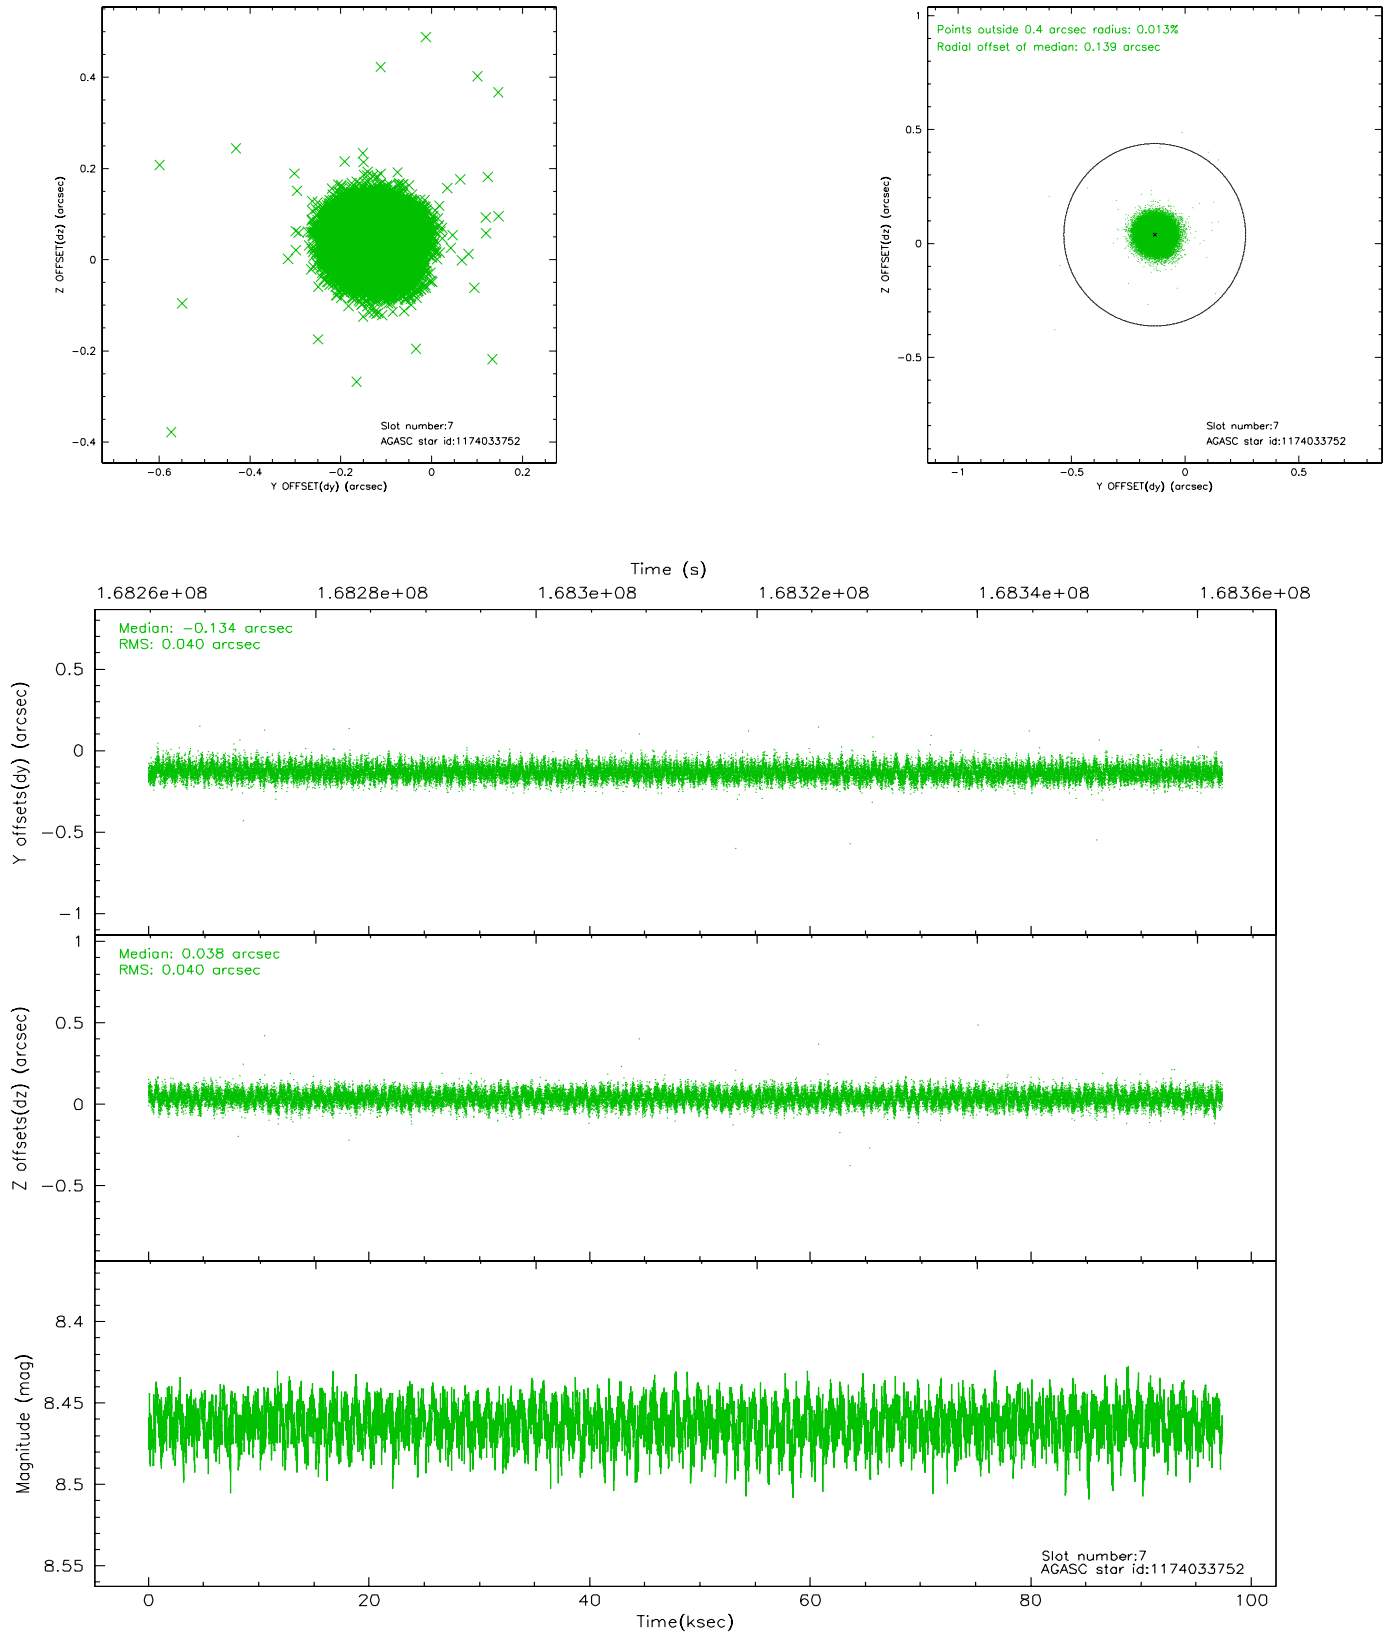 0.4
0.2
0
−0.2
−0.4
Z OFFSET(dz) (arcsec)
Slot number:7
AGASC star id:1174033752
−0.6 −0.4 −0.2 0 0.2
Y OFFSET(dy) (arcsec)
Points outside 0.4 arcsec radius: 0.013%
Radial offset of median: 0.139 arcsec
1
0.5
0
−0.5
Z OFFSET(dz) (arcsec)
Slot number:7
AGASC star id:1174033752
−1 −0.5 0 0.5
Y OFFSET(dy) (arcsec)
Time (s)
1.6826e+08 1.6828e+08 1.683e+08 1.6832e+08 1.6834e+08 1.6836e+08
Median: −0.134 arcsec
RMS: 0.040 arcsec
0.5
0
−0.5
−1
Y offsets(dy) (arcsec)
Median: 0.038 arcsec
RMS: 0.040 arcsec
1
0.5
0
−0.5
Z offsets(dz) (arcsec)
8.4
8.45
8.5
8.55
Magnitude (mag)
Slot number:7
AGASC star id:1174033752
0 20 40 60 80 100
Time(ksec)